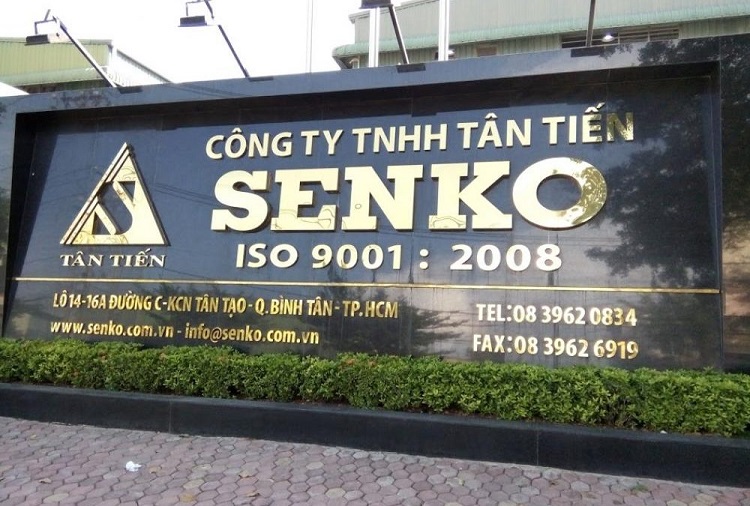 CÔNG TY TNHH TÂN TIẾN
SENKO
ISO 9001 : 2008
TÂN TIẾN
LÔ 14-16A ĐƯỜNG C-KCN TÂN TẠO - Q.BÌNH TÂN - TP.HCM
www.senko.com.vn - info@senko.com.vn
TEL:08 3962 0834
FAX:08 3962 6919